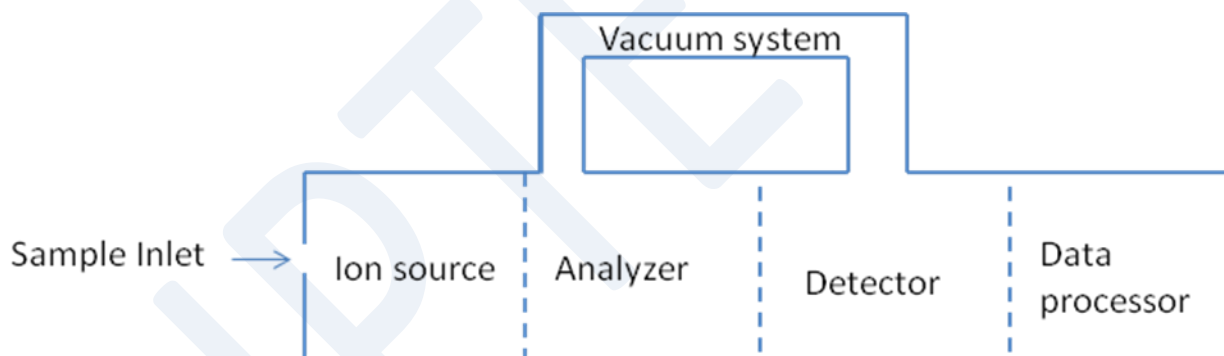 Vacuum system
Sample Inlet
Ion source
Analyzer
Detector
Data
processor